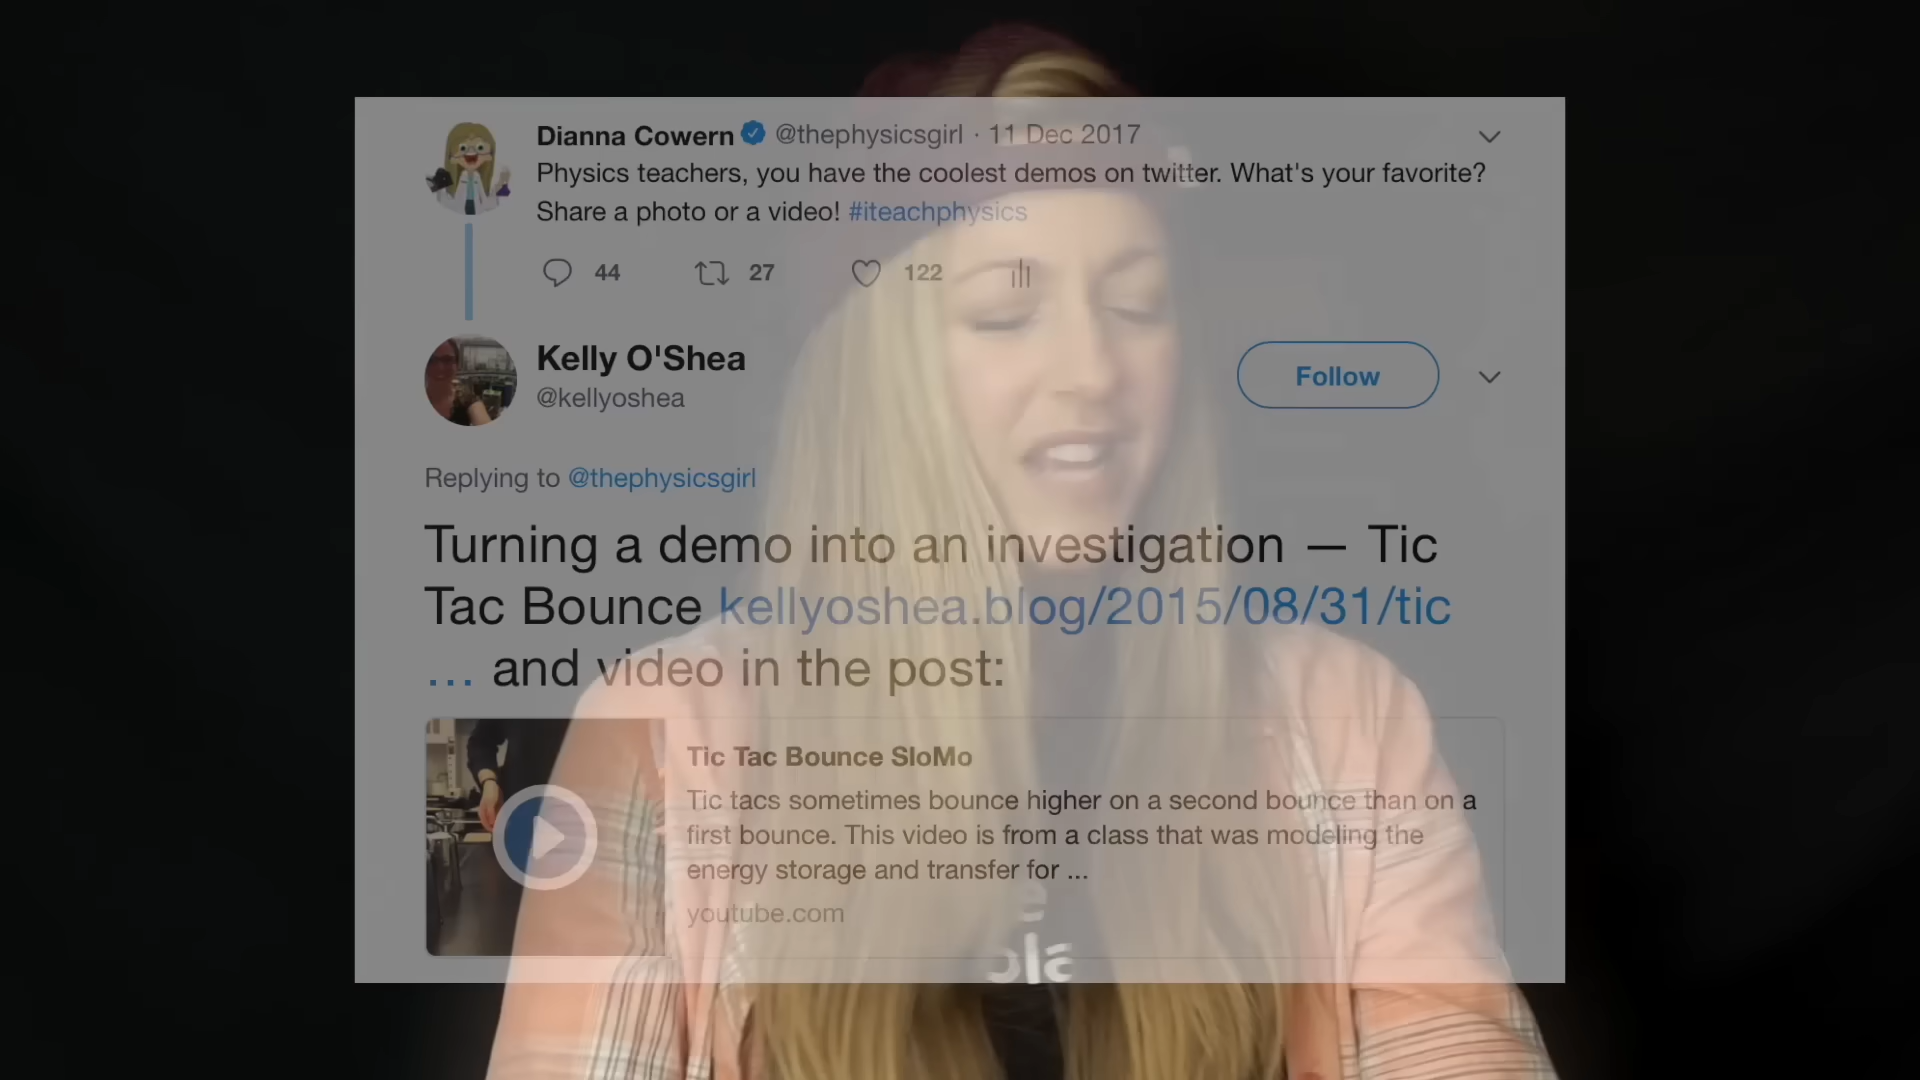 Dianna Cowern @thephysicsgirl · 11 Dec 2017
Physics teachers, you have the coolest demos on twitter. What's your favorite?
Share a photo or a video! #iteachphysics
44 27 122
Kelly O'Shea
@kellyoshea
Follow
Replying to @thephysicsgirl
Turning a demo into an investigation — Tic
Tac Bounce kellyoshea.blog/2015/08/31/tic
... and video in the post:
Tic Tac Bounce SloMo
Tic tacs sometimes bounce higher on a second bounce than on a
first bounce. This video is from a class that was modeling the
energy storage and transfer for ...
youtube.com